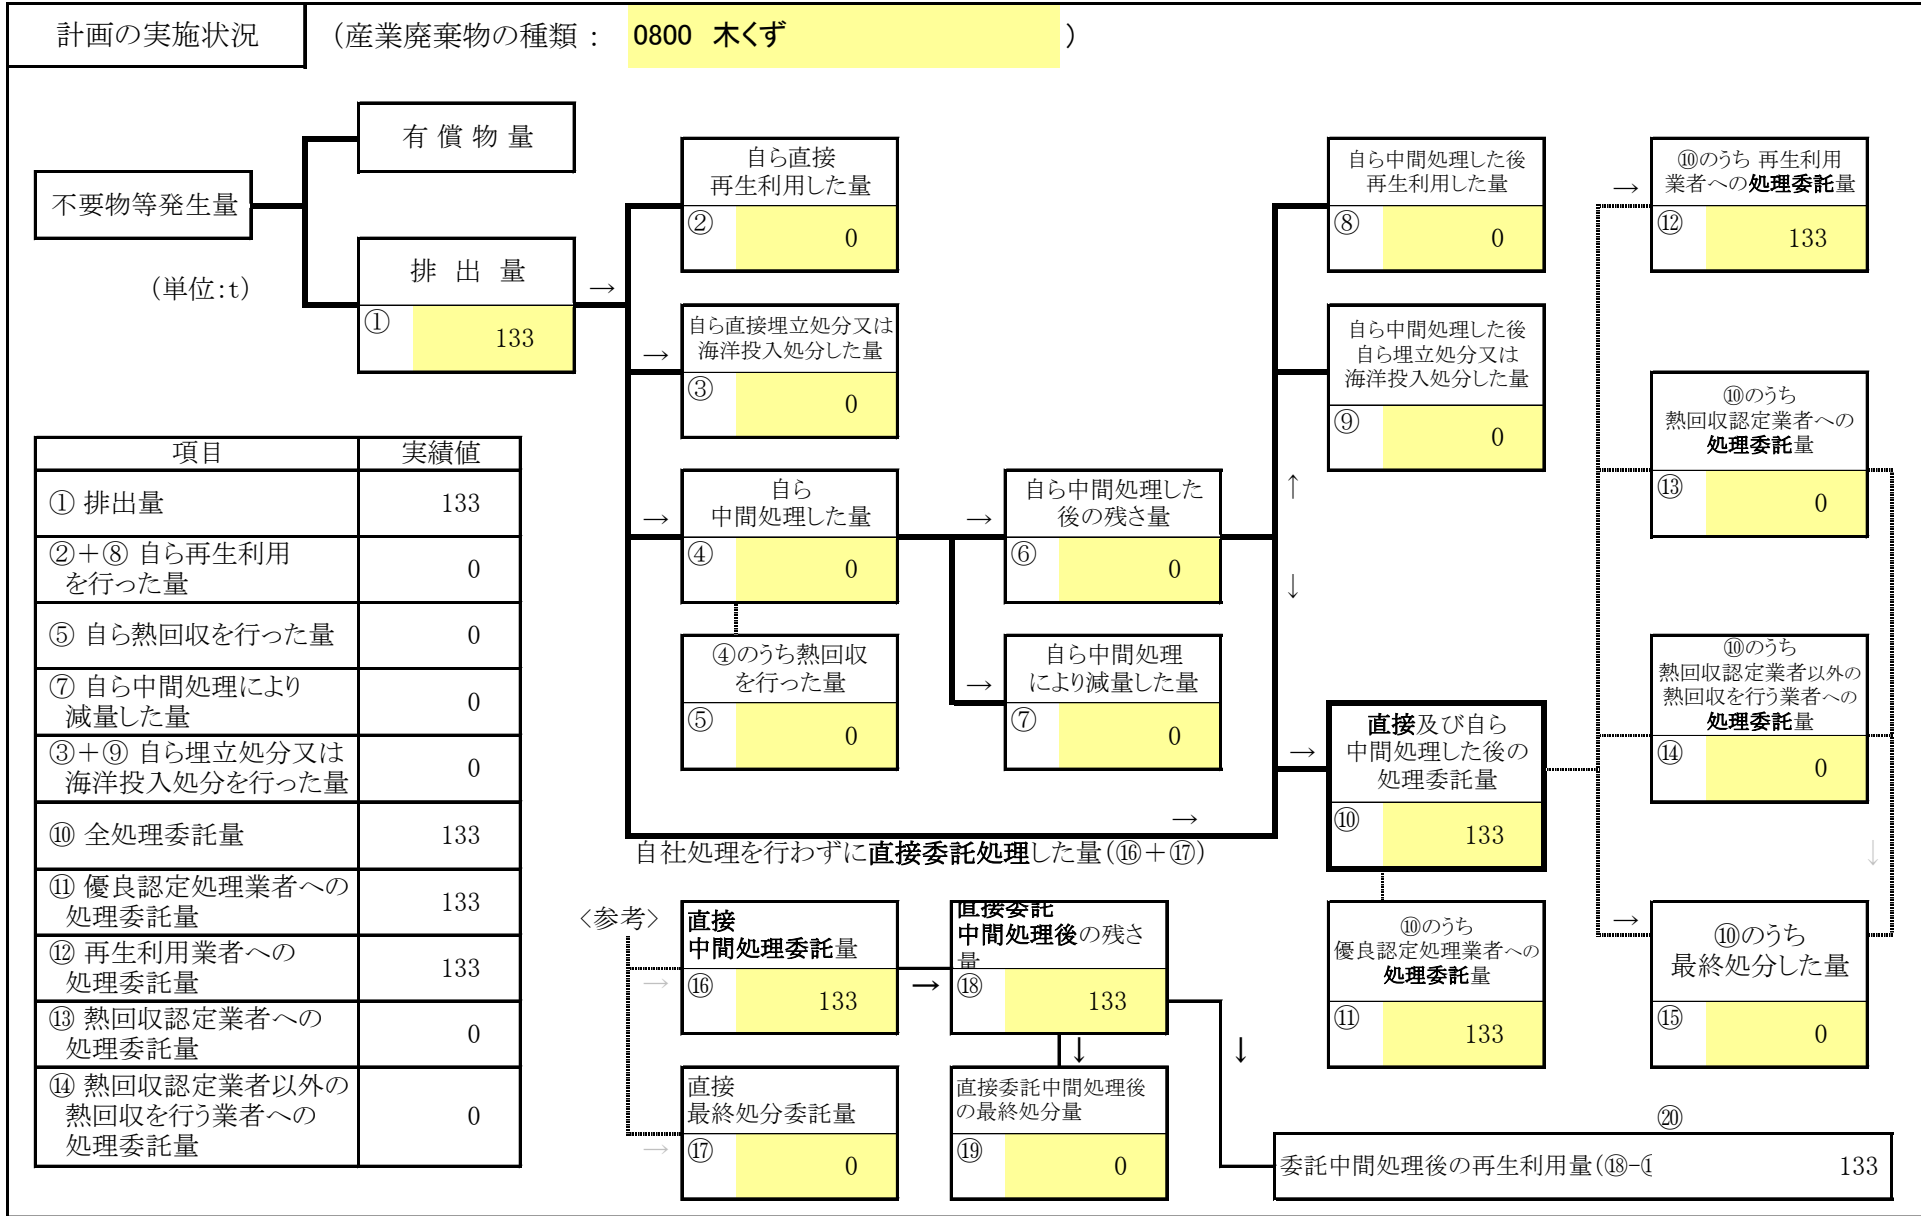 計画の実施状況
（産業廃棄物の種類： 0800 木くず ）
有 償 物 量
不要物等発生量
排 出 量
① 133
（単位:t）
→
自ら直接
再生利用した量
② 0
→
自ら直接埋立処分又は
海洋投入処分した量
③ 0
→
自ら
中間処理した量
④ 0
④のうち熱回収
を行った量
⑤ 0
→
自ら中間処理した
後の残さ量
⑥ 0
→
自ら中間処理
により減量した量
⑦ 0
自ら中間処理した後
再生利用した量
⑧ 0
自ら中間処理した後
自ら埋立処分又は
海洋投入処分した量
⑨ 0
↑
↓
→
直接及び自ら
中間処理した後の
処理委託量
⑩ 133
→
自社処理を行わずに直接委託処理した量（⑯＋⑰）
⑩のうち
優良認定処理業者への
処理委託量
⑪ 133
→
⑩のうち 再生利用
業者への処理委託量
⑫ 133
⑩のうち
熱回収認定業者への
処理委託量
⑬ 0
⑩のうち
熱回収認定業者以外の
熱回収を行う業者への
処理委託量
⑭ 0
↓
→
⑩のうち
最終処分した量
⑮ 0
項目 実績値
① 排出量 133
②＋⑧ 自ら再生利用
を行った量 0
⑤ 自ら熱回収を行った量 0
⑦ 自ら中間処理により
減量した量 0
③＋⑨ 自ら埋立処分又は
海洋投入処分を行った量 0
⑩ 全処理委託量 133
⑪ 優良認定処理業者への
処理委託量 133
⑫ 再生利用業者への
処理委託量 133
⑬ 熱回収認定業者への
処理委託量 0
⑭ 熱回収認定業者以外の
熱回収を行う業者への
処理委託量 0
〈参考〉
→
直接
中間処理委託量
⑯ 133
→
直接委託
中間処理後の残さ
量
⑱ 133
↓
↓
→
直接
最終処分委託量
⑰ 0
直接委託中間処理後
の最終処分量
⑲ 0
⑳
委託中間処理後の再生利用量（⑱-
133